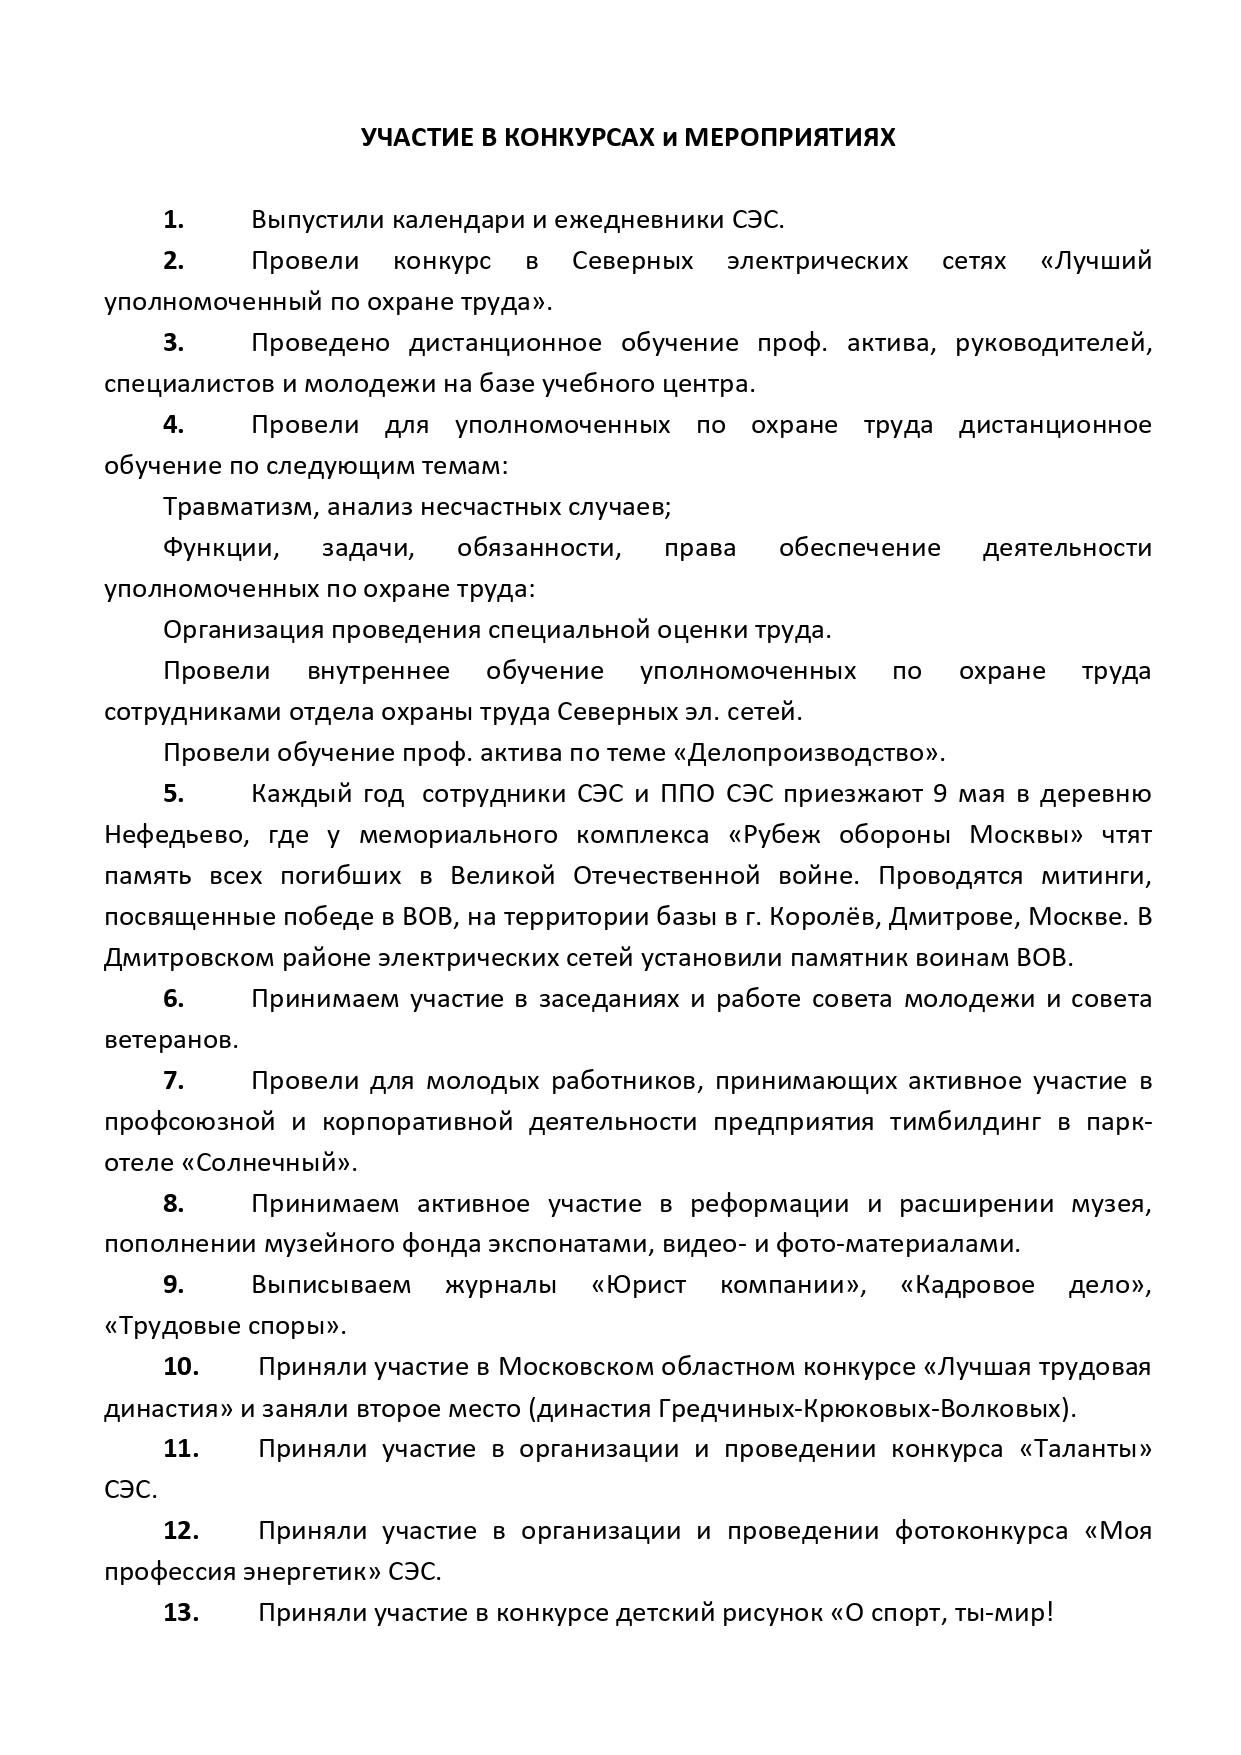 УЧАСТИЕ В КОНКУРСАХ и МЕРОПРИЯТИЯХ
1. Выпустили календари и ежедневники СЭС.
2. Провели конкурс в Северных электрических сетях «Лучший
уполномоченный по охране труда».
3. Проведено дистанционное обучение проф. актива, руководителей,
специалистов и молодежи на базе учебного центра.
4. Провели для уполномоченных по охране труда дистанционное
обучение по следующим темам:
Травматизм, анализ несчастных случаев;
Функции, задачи, обязанности, права обеспечение деятельности
уполномоченных по охране труда:
Организация проведения специальной оценки труда.
Провели внутреннее обучение уполномоченных по охране труда
сотрудниками отдела охраны труда Северных эл. сетей.
Провели обучение проф. актива по теме «Делопроизводство».
5. Каждый год сотрудники СЭС и ППО СЭС приезжают 9 мая в деревню
Нефедьево, где у мемориального комплекса «Рубеж обороны Москвы» чтят
память всех погибших в Великой Отечественной войне. Проводятся митинги,
посвященные победе в ВОВ, на территории базы в г. Королёв, Дмитрове, Москве. В
Дмитровском районе электрических сетей установили памятник воинам ВОВ.
6. Принимаем участие в заседаниях и работе совета молодежи и совета
ветеранов.
7. Провели для молодых работников, принимающих активное участие в
профсоюзной и корпоративной деятельности предприятия тимбилдинг в парк-
отеле «Солнечный».
8. Принимаем активное участие в реформации и расширении музея,
пополнении музейного фонда экспонатами, видео- и фото-материалами.
9. Выписываем журналы «Юрист компании», «Кадровое дело»,
«Трудовые споры».
10. Приняли участие в Московском областном конкурсе «Лучшая трудовая
династия» и заняли второе место (династия Гредчиных-Крюковых-Волковых).
11. Приняли участие в организации и проведении конкурса «Таланты»
СЭС.
12. Приняли участие в организации и проведении фотоконкурса «Моя
профессия энергетик» СЭС.
13. Приняли участие в конкурсе детский рисунок «О спорт, ты-мир!